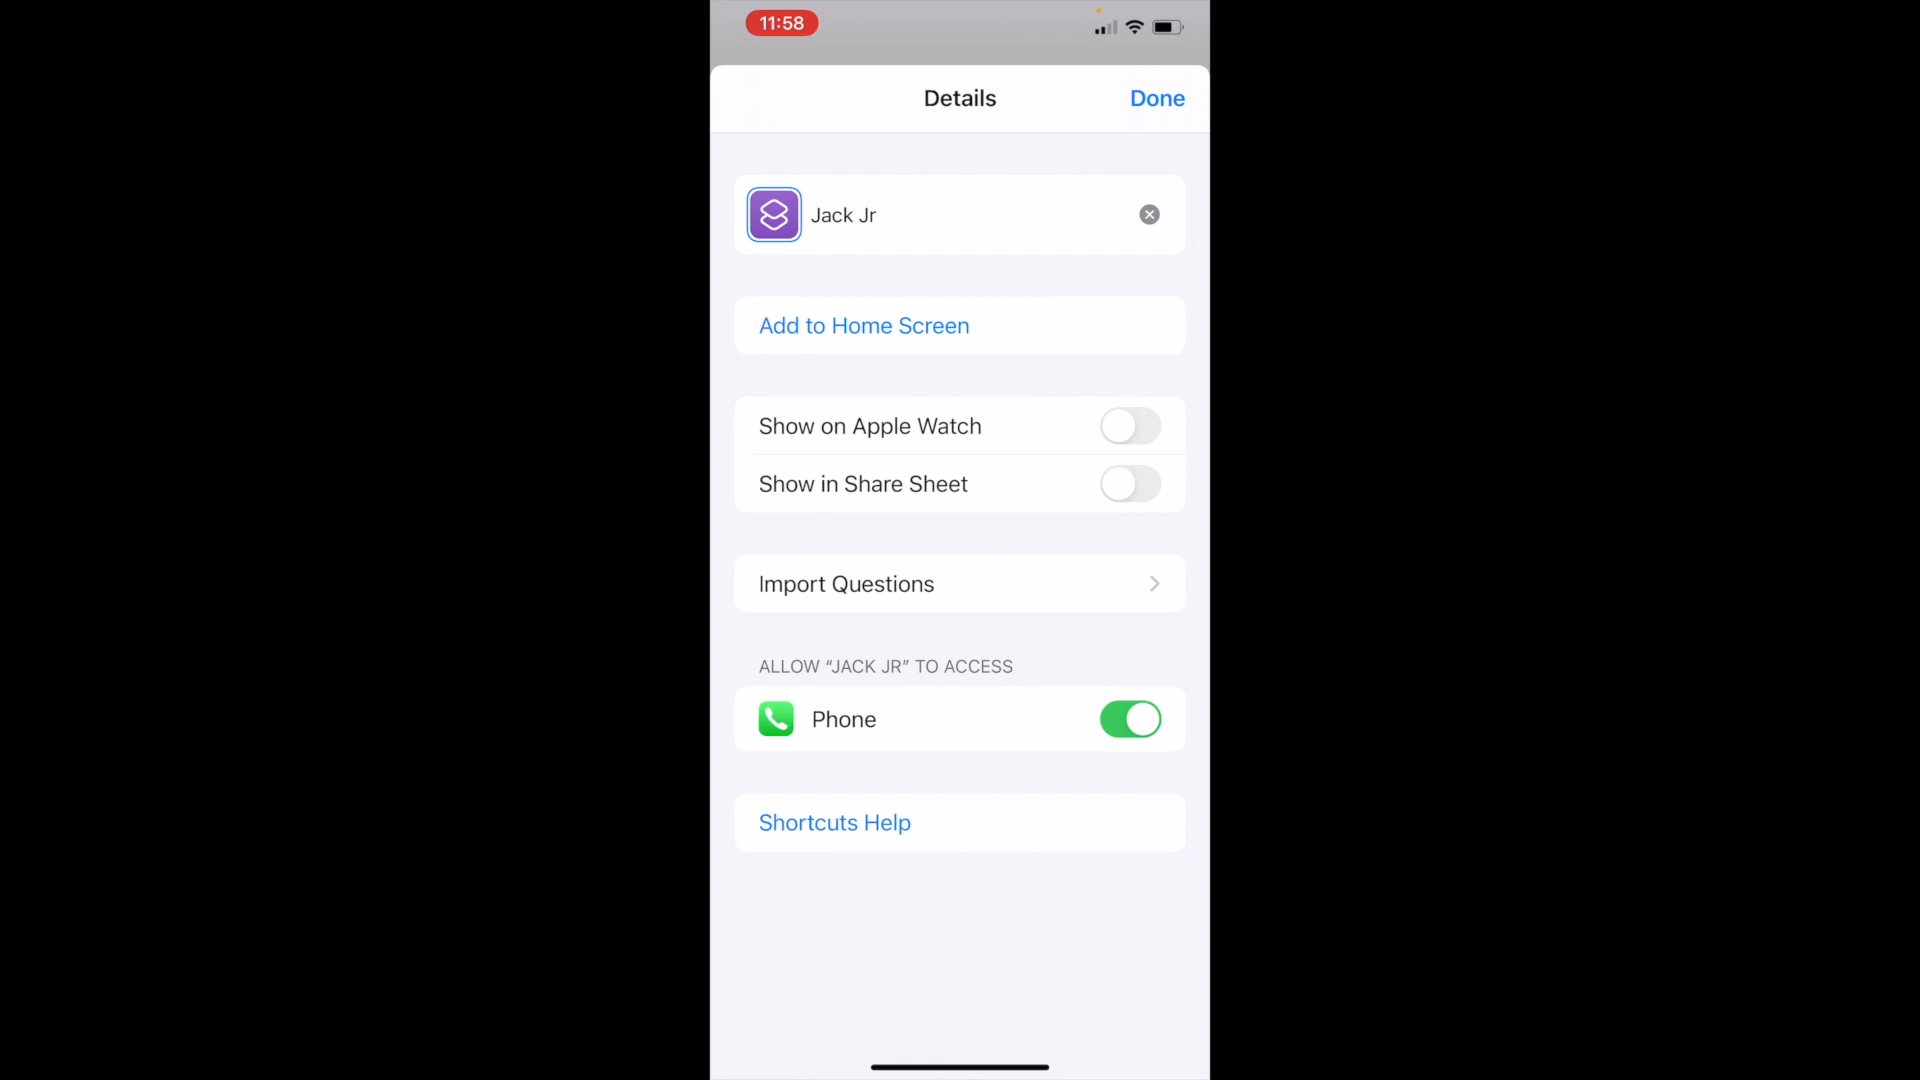 11:58
Details
Done
Jack Jr
Add to Home Screen
Show on Apple Watch
Show in Share Sheet
Import Questions
ALLOW “JACK JR” TO ACCESS
Phone
Shortcuts Help